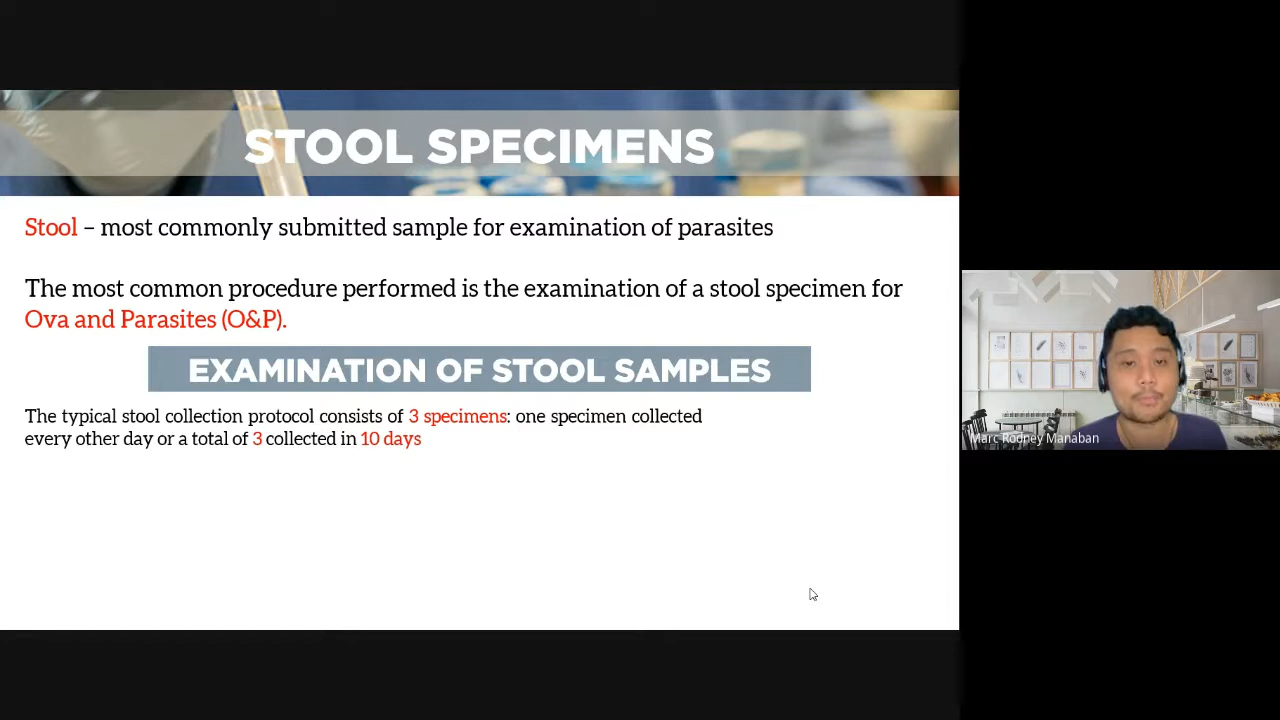 STOOL SPECIMENS
Stool – most commonly submitted sample for examination of parasites
The most common procedure performed is the examination of a stool specimen for
Ova and Parasites (O&P).
EXAMINATION OF STOOL SAMPLES
The typical stool collection protocol consists of 3 specimens: one specimen collected
every other day or a total of 3 collected in 10 days
Marc Rodney Manaban